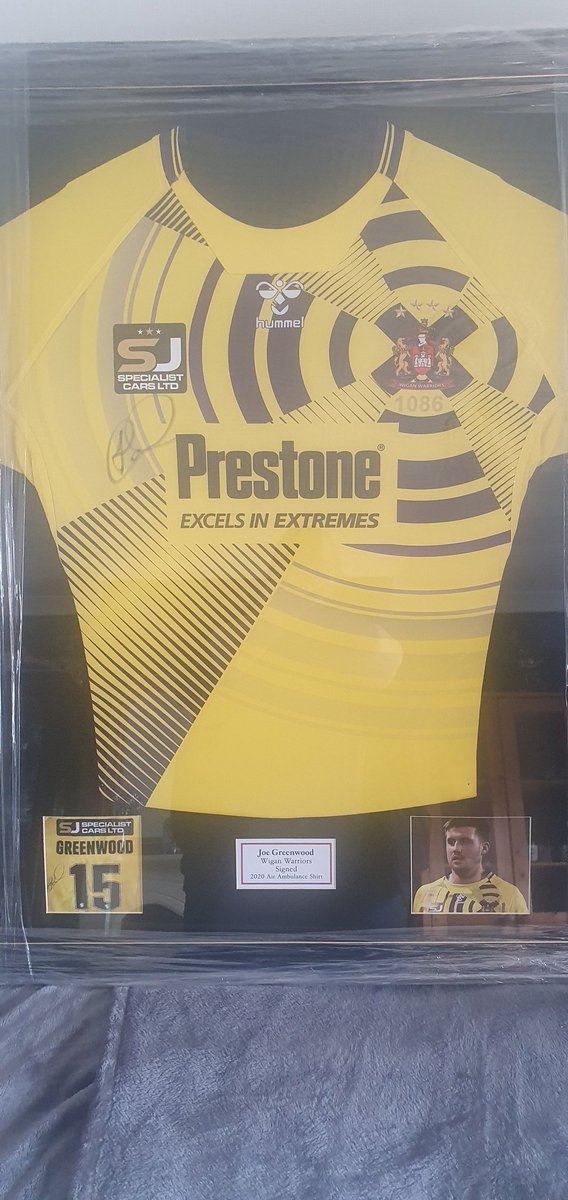 hummel
SJ
SPECIALIST
CARS LTD
WIGAN WARRIORS
1086
Prestone®
EXCELS IN EXTREMES
SJ SPECIALIST
CARS LTD
GREENWOOD
15
Joe Greenwood
Wigan Warriors
Signed
2020 Air Ambulance Shirt
SJ